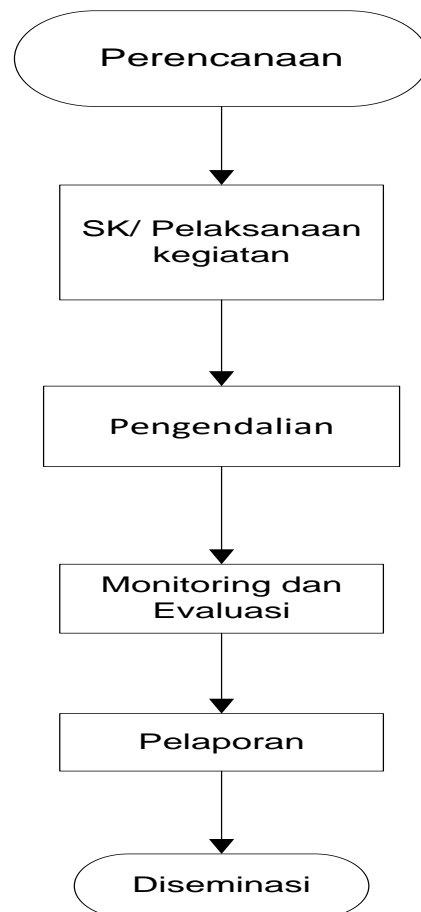 Perencanaan
SK/ Pelaksanaan
kegiatan
Pengendalian
Monitoring dan
Evaluasi
Pelaporan
Diseminasi